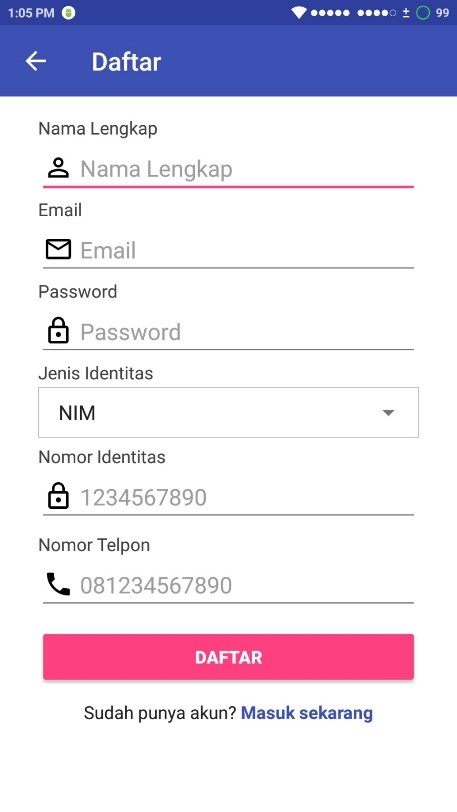 1:05 PM
99
Daftar
Nama Lengkap
Nama Lengkap
Email
Email
Password
Password
Jenis Identitas
NIM
Nomor Identitas
1234567890
Nomor Telpon
081234567890
DAFTAR
Sudah punya akun? Masuk sekarang